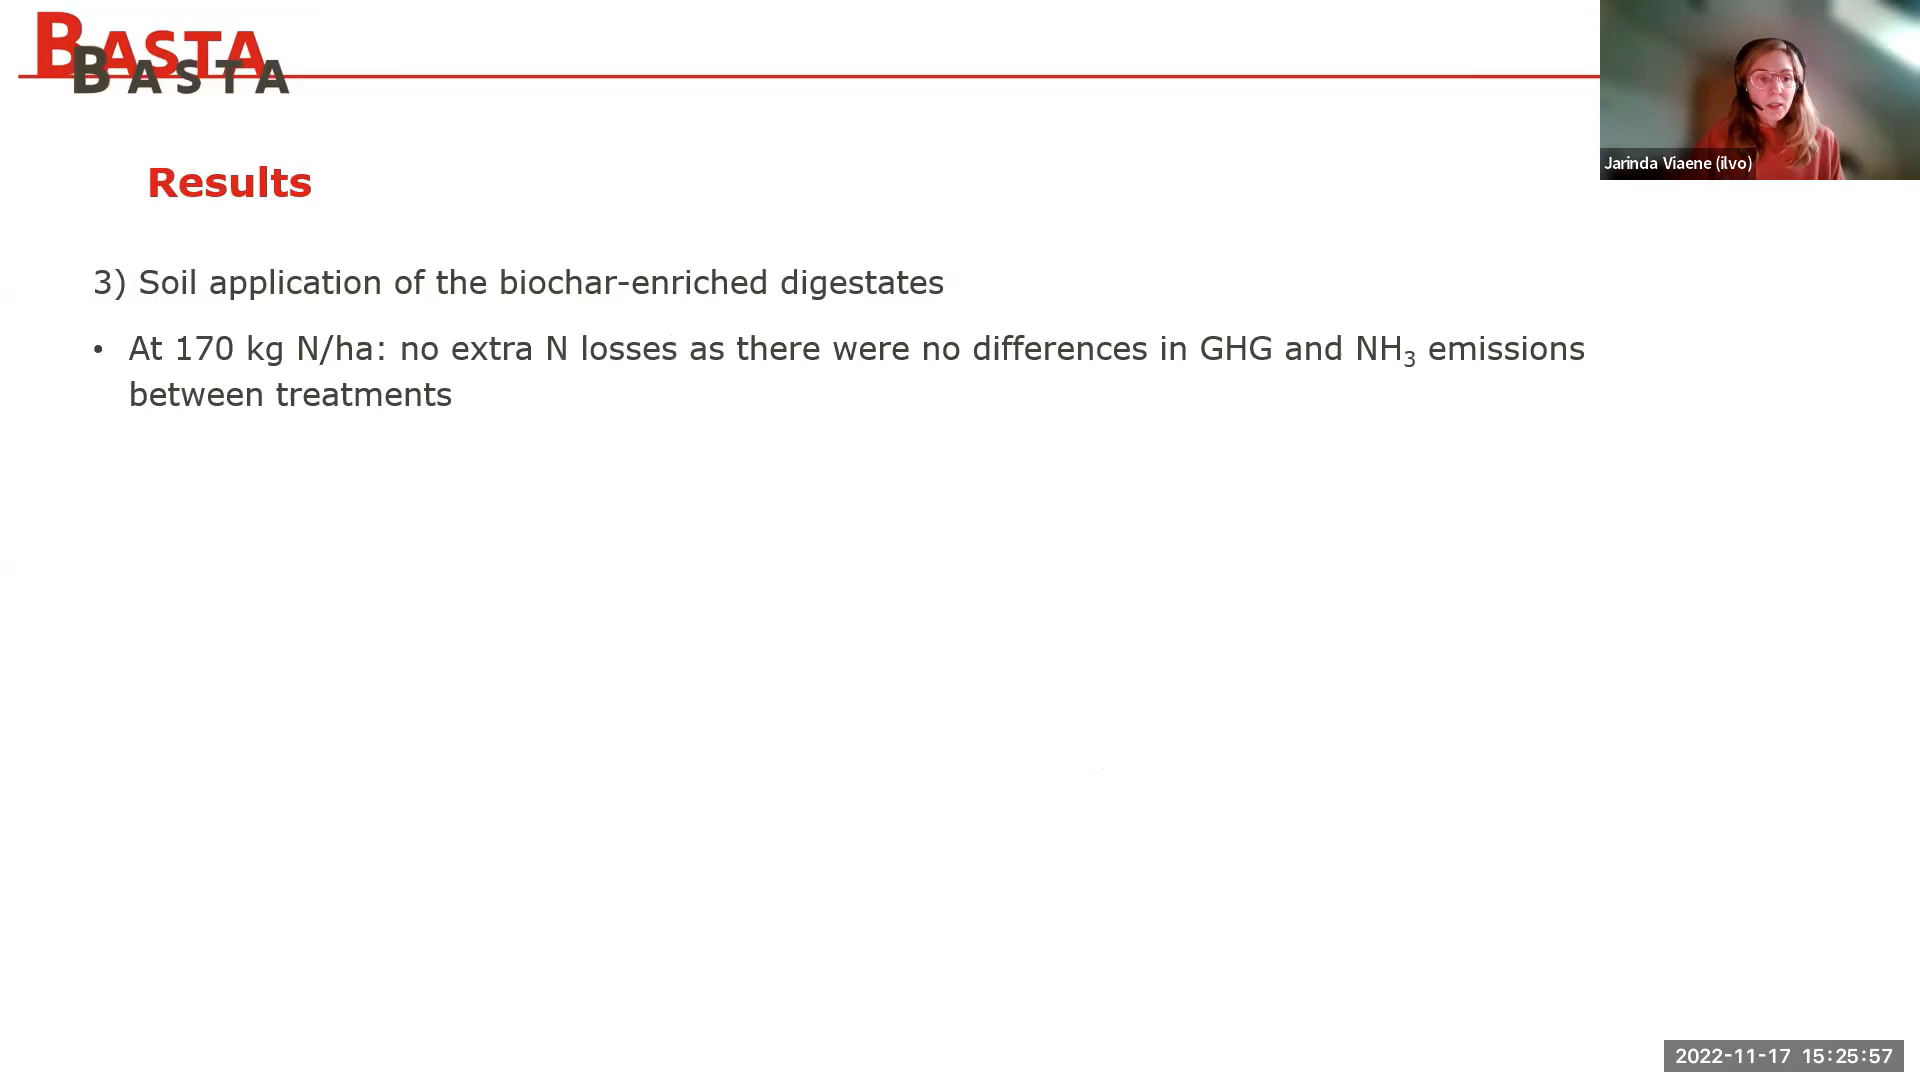 BASTA
BASTA
Jarinda Viaene (ilvo)
Results
3) Soil application of the biochar-enriched digestates
• At 170 kg N/ha: no extra N losses as there were no differences in GHG and NH₃ emissions
between treatments
2022-11-17 15:25:57